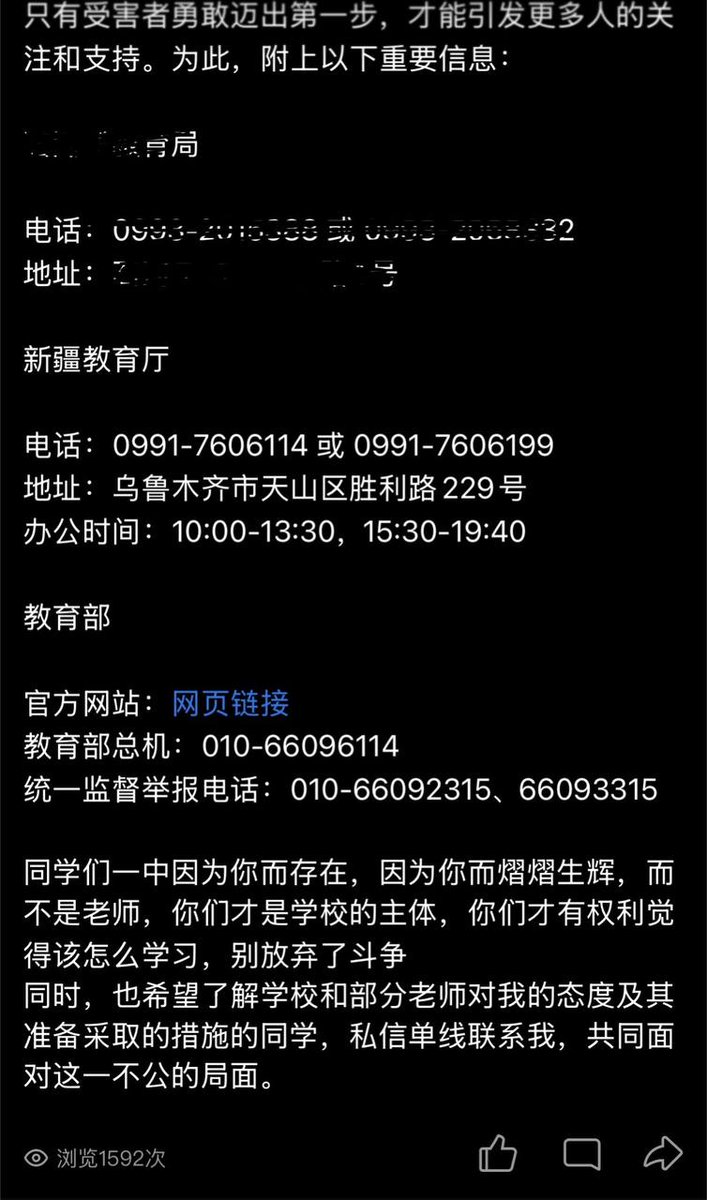 只有受害者勇敢迈出第一步，才能引发更多人的关
注和支持。为此，附上以下重要信息：
教育局
电话：
地址：
新疆教育厅
电话：0991-7606114 或 0991-7606199
地址：乌鲁木齐市天山区胜利路229号
办公时间：10:00-13:30，15:30-19:40
教育部
官方网站：网页链接
教育部总机：010-66096114
统一监督举报电话：010-66092315、66093315
同学们一中因为你而存在，因为你而熠熠生辉，而
不是老师，你们才是学校的主体，你们才有权利觉
得该怎么学习，别放弃了斗争
同时，也希望了解学校和部分老师对我的态度及其
准备采取的措施的同学，私信单线联系我，共同面
对这一不公的局面。
浏览1592次